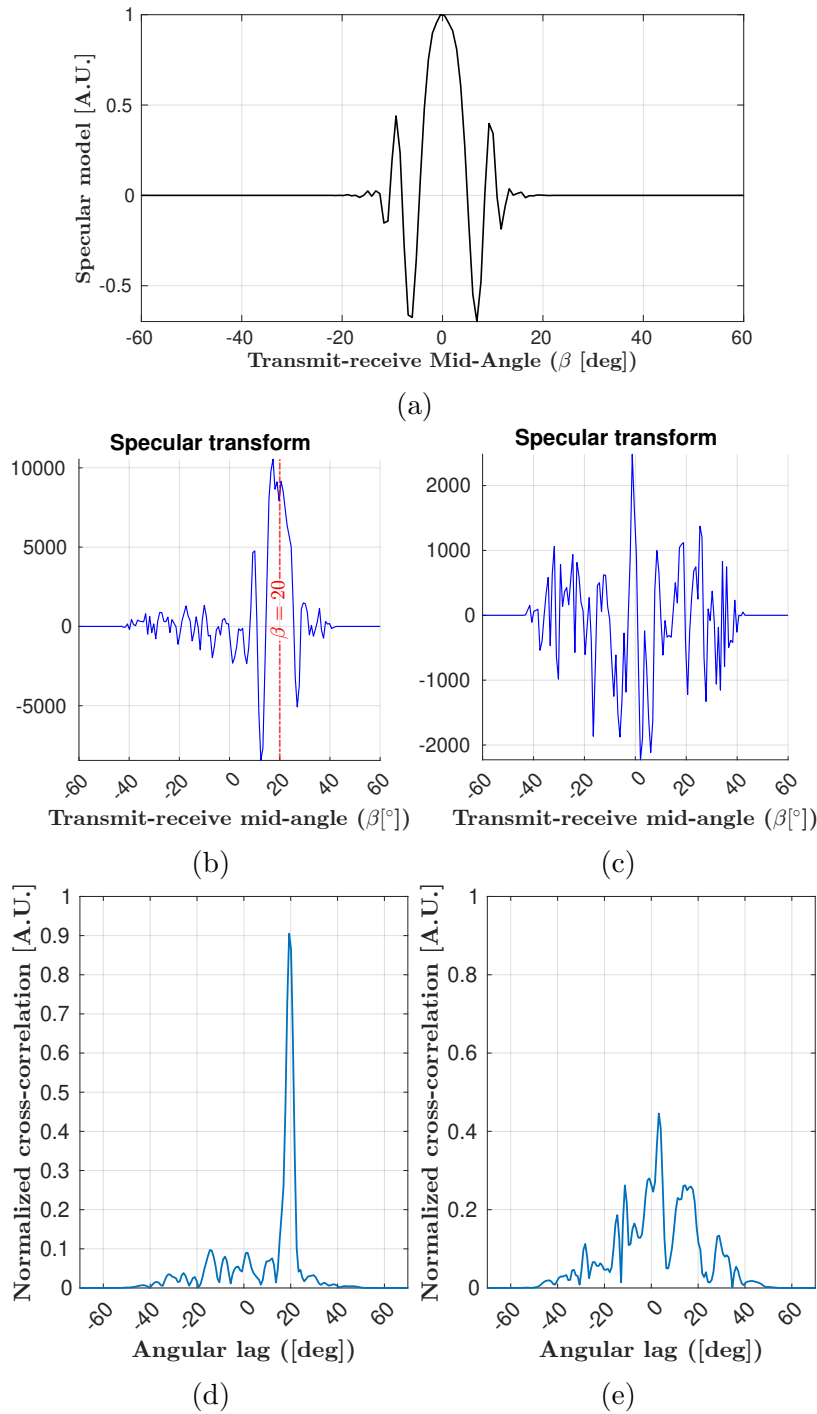 1
0.5
0
-0.5
-60 -40 -20 0 20 40 60
Specular model [A.U.]
Transmit-receive Mid-Angle (β [deg])
(a)
Specular transform
10000
5000
0
-5000
β = 20
-60 -40 -20 0 20 40 60
Transmit-receive mid-angle (β[°])
(b)
Specular transform
2000
1000
0
-1000
-2000
-60 -40 -20 0 20 40 60
Transmit-receive mid-angle (β[°])
(c)
Normalized cross-correlation [A.U.]
1
0.9
0.8
0.7
0.6
0.5
0.4
0.3
0.2
0.1
0
-60 -40 -20 0 20 40 60
Angular lag ([deg])
(d)
Normalized cross-correlation [A.U.]
1
0.8
0.6
0.4
0.2
0
-60 -40 -20 0 20 40 60
Angular lag ([deg])
(e)